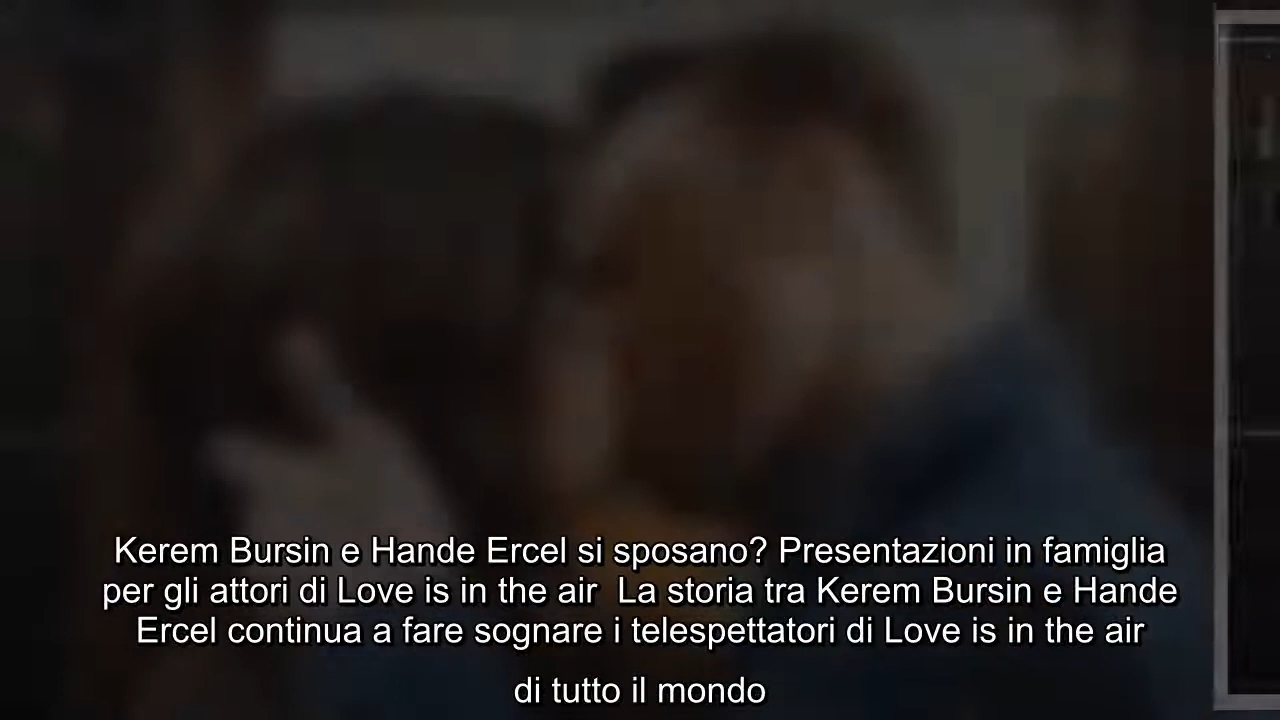 Kerem Bursin e Hande Ercel si sposano? Presentazioni in famiglia
per gli attori di Love is in the air  La storia tra Kerem Bursin e Hande
Ercel continua a fare sognare i telespettatori di Love is in the air
di tutto il mondo